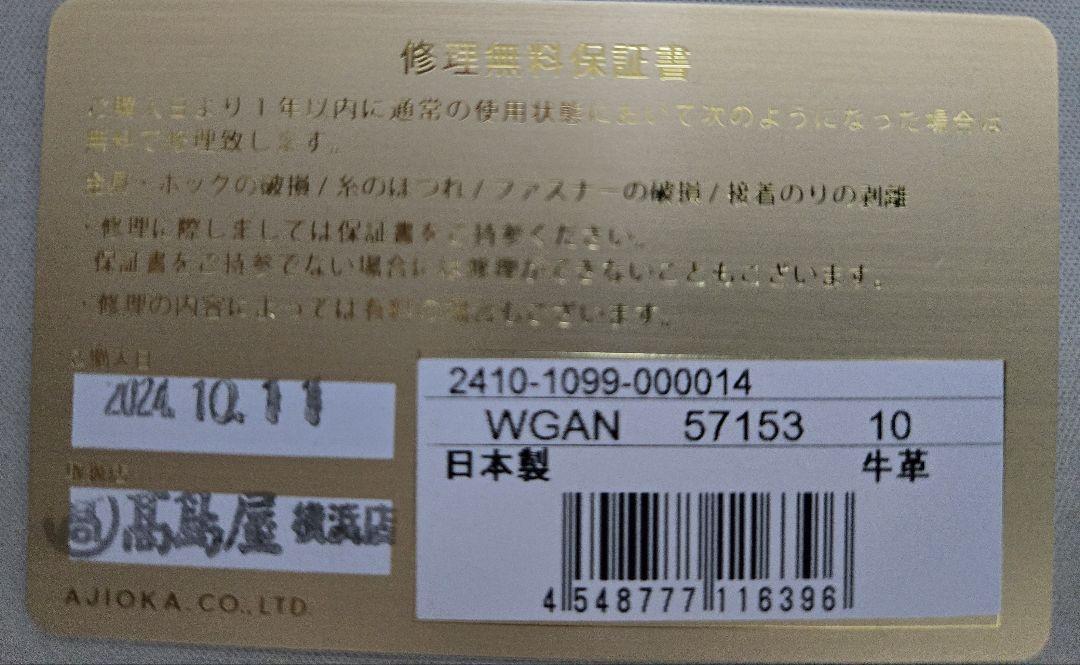 修理無料保証書
ご購入日より1年以内に通常の使用状態において次のようになった場合は
無料で修理致します。
金具・ホックの破損/糸のほつれ/ファスナーの破損/接着のりの剥離
・修理に際しましては保証書をご持参ください。
保証書をご持参でない場合には修理ができないこともございます。
・修理の内容によっては有料の場合もございます。
ご購入日
2024.10.11
販売店
髙島屋 横浜店
AJIOKA.CO.,LTD.
2410-1099-000014
WGAN 57153 10
日本製 牛革
4 548777 116396